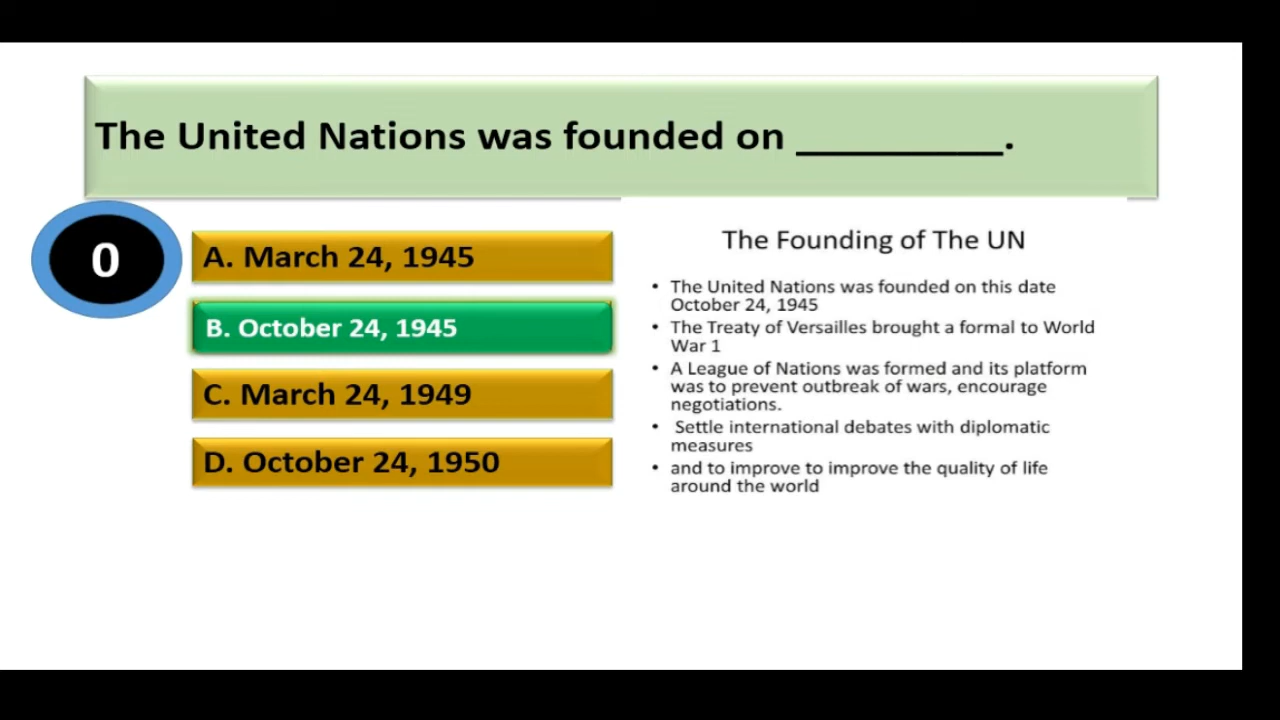 The United Nations was founded on __________.
0
A. March 24, 1945
B. October 24, 1945
C. March 24, 1949
D. October 24, 1950
The Founding of The UN
• The United Nations was founded on this date
October 24, 1945
• The Treaty of Versailles brought a formal to World
War 1
• A League of Nations was formed and its platform
was to prevent outbreak of wars, encourage
negotiations.
• Settle international debates with diplomatic
measures
• and to improve to improve the quality of life
around the world